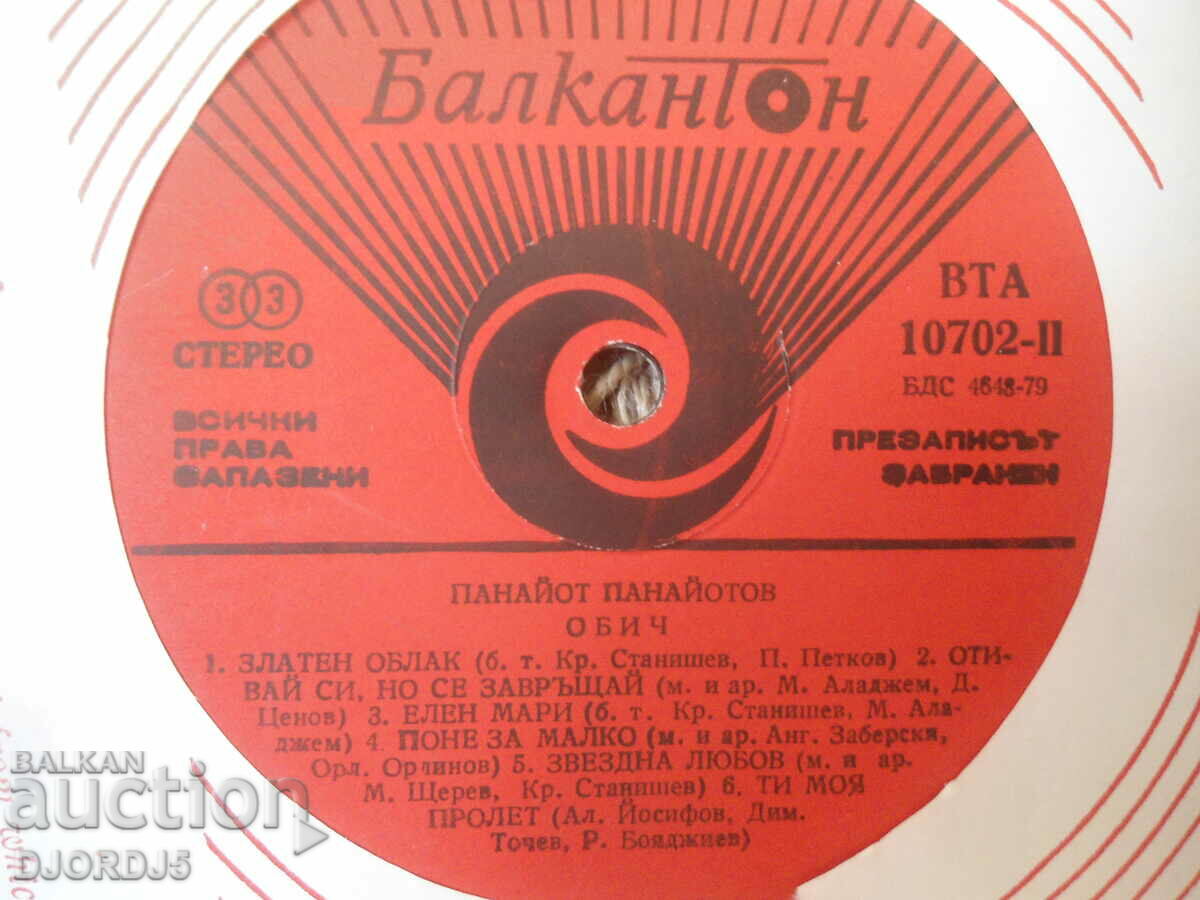 Балкантон
33
СТЕРЕО
ВТА
10702-II
БДС 4648-79
ВСИЧКИ
ПРАВА
ЗАПАЗЕНИ
ПРЕЗАПИСЪТ
ЗАБРАНЕН
ПАНАЙОТ ПАНАЙОТОВ
ОБИЧ
1. ЗЛАТЕН ОБЛАК (б. т. Кр. Станишев, П. Петков) 2. ОТИ-
ВАЙ СИ, НО СЕ ЗАВРЪЩАЙ (м. и ар. М. Аладжем, Д.
Ценов) 3. ЕЛЕН МАРИ (б. т. Кр. Станишев, М. Ала-
джем) 4. ПОНЕ ЗА МАЛКО (м. и ар. Анг. Заберски,
Орл. Орлинов) 5. ЗВЕЗДНА ЛЮБОВ (м. и ар.
М. Щерев, Кр. Станишев) 6. ТИ МОЯ
ПРОЛЕТ (Ал. Йосифов, Дим.
Точев, Р. Бояджиев)
BALKAN
auction
DJORDJ5